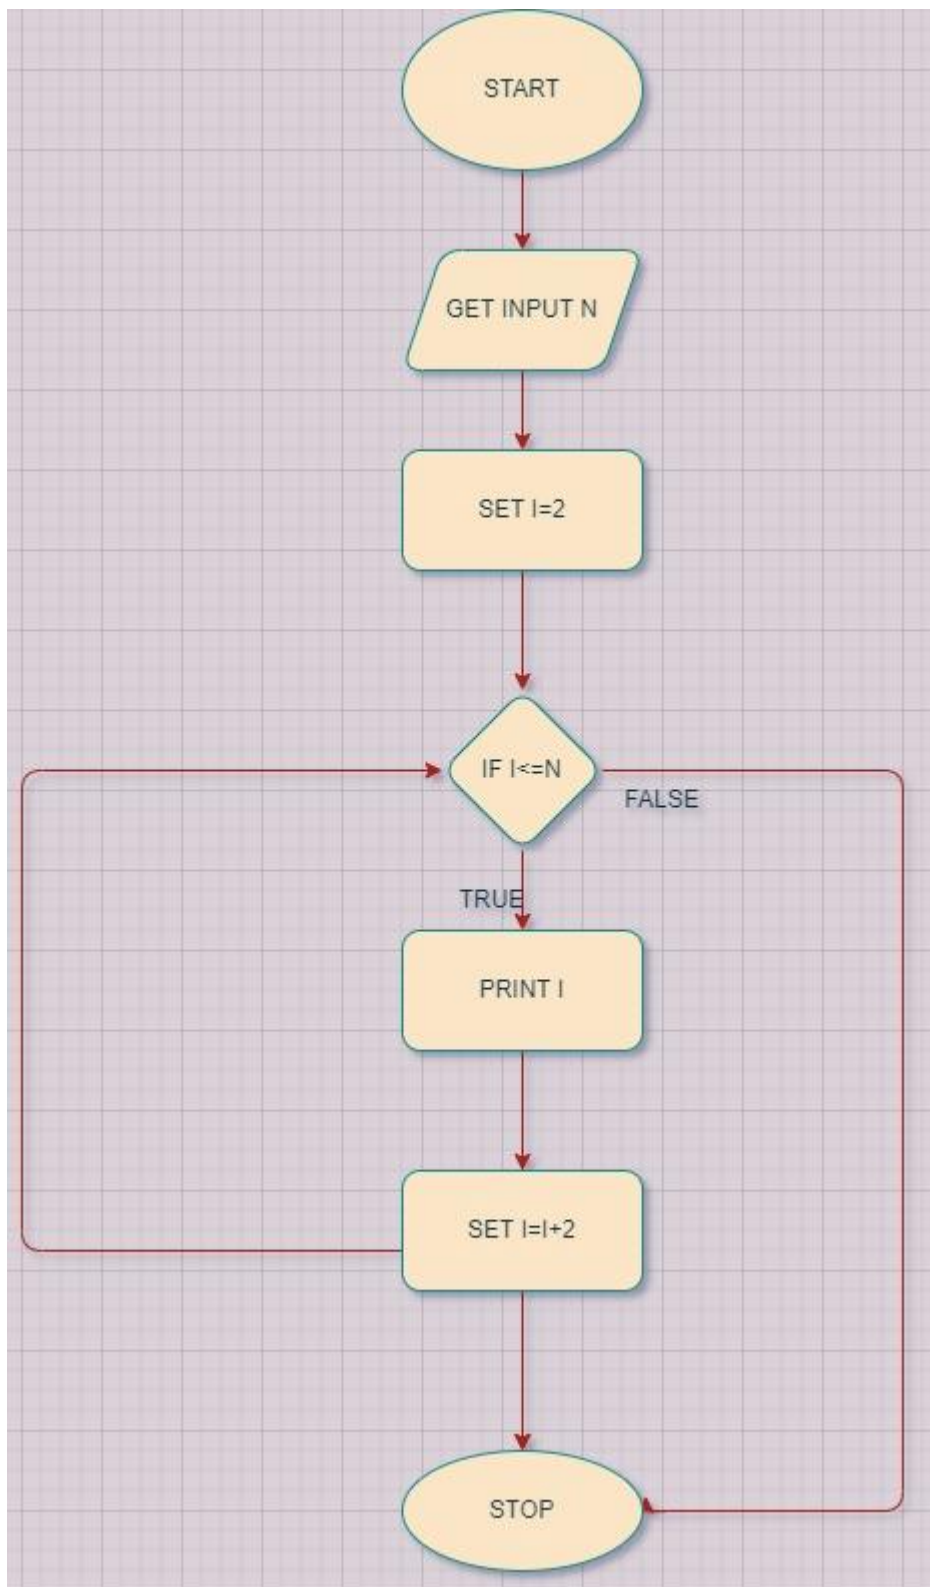 START
GET INPUT N
SET I=2
IF I<=N
FALSE
TRUE
PRINT I
SET I=I+2
STOP